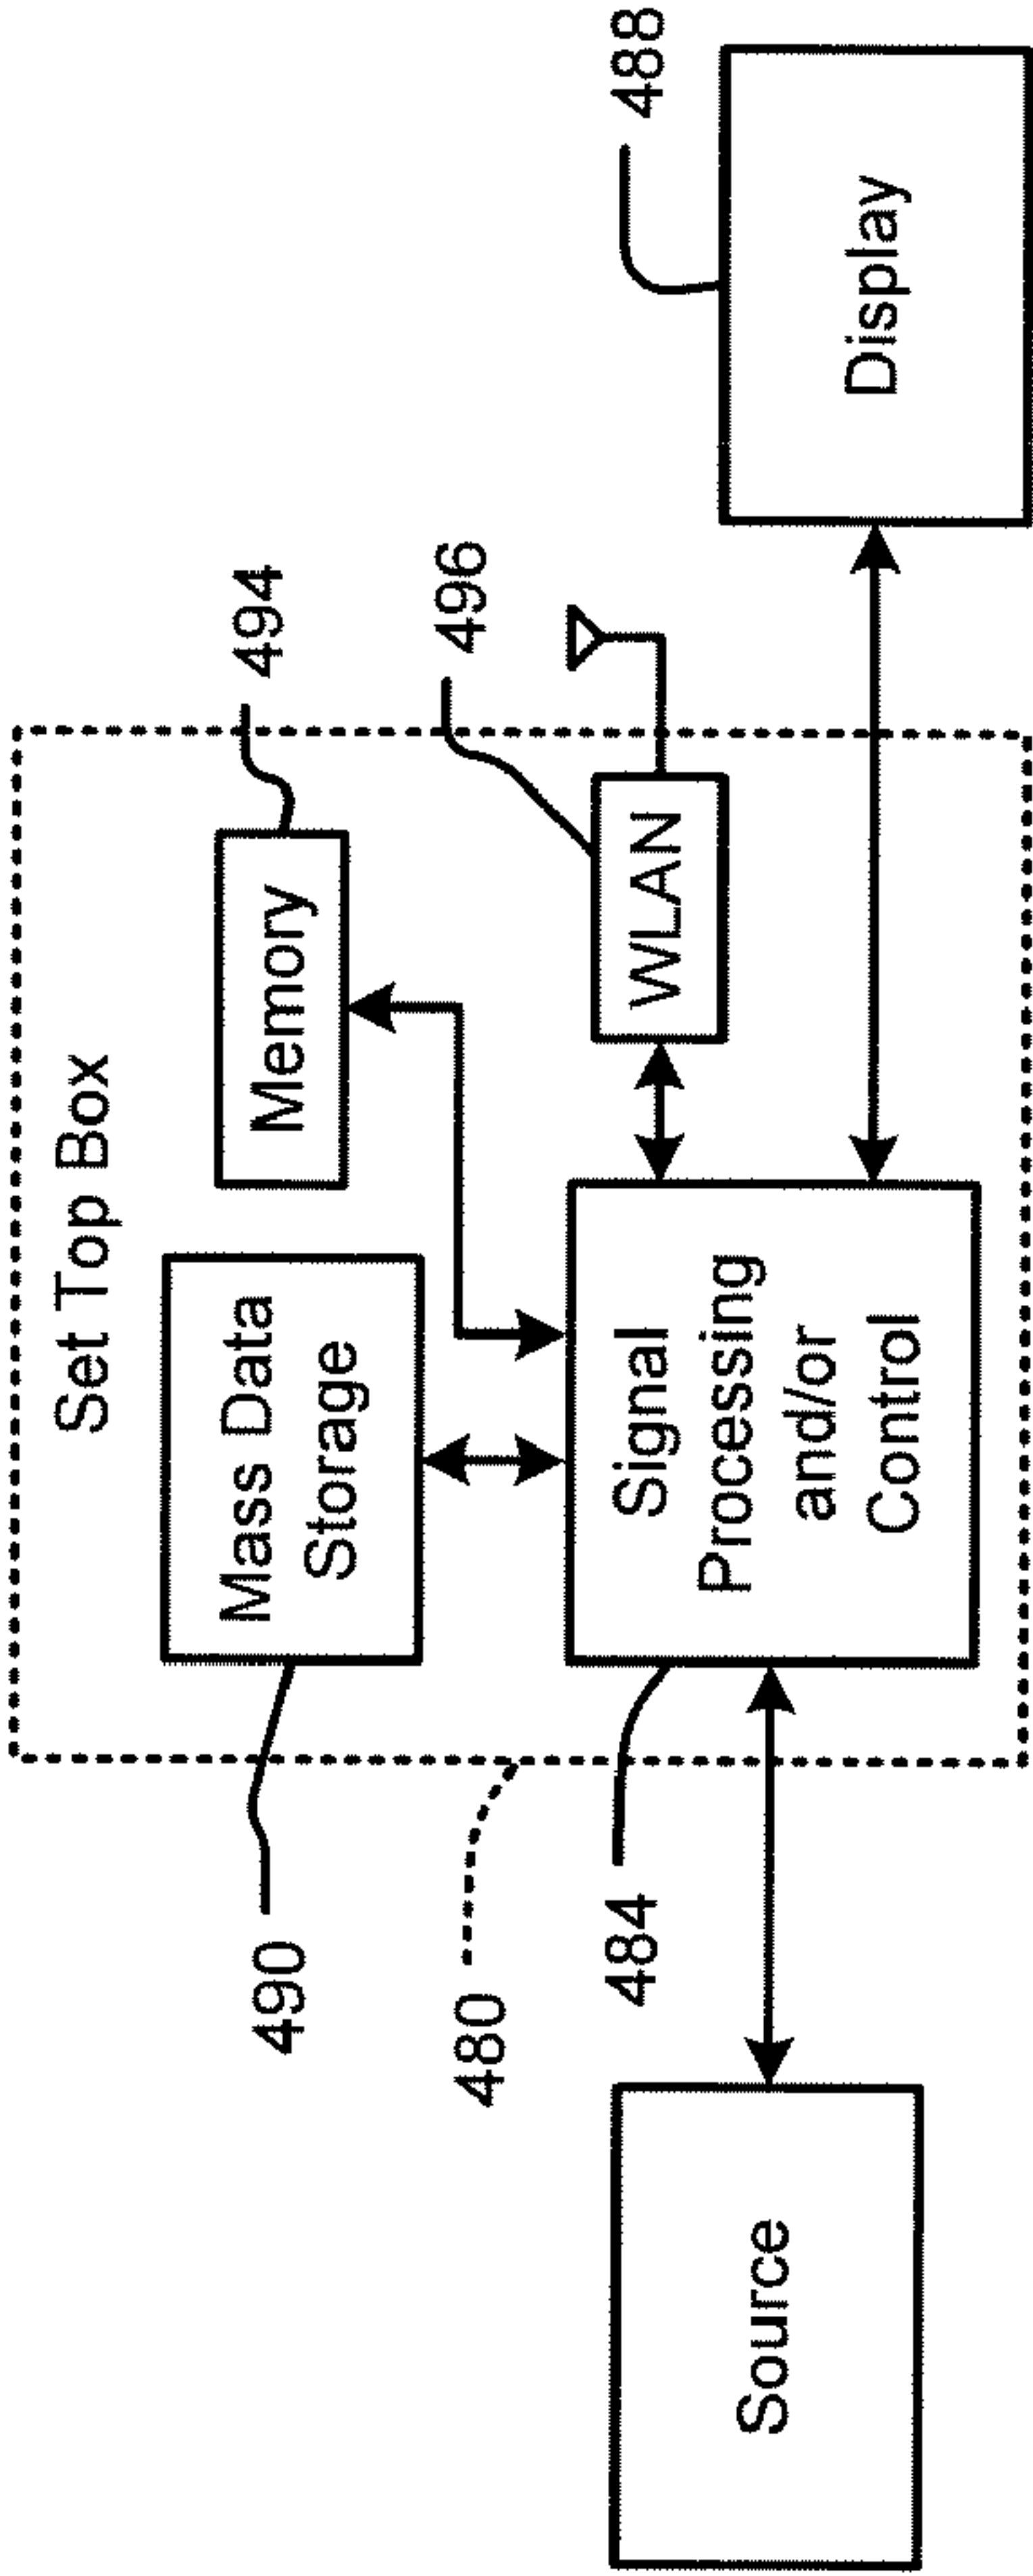 Set Top Box
490
Mass Data
Storage
Memory
494
480
496
WLAN
484
Signal
Processing
and/or
Control
488
Source
Display